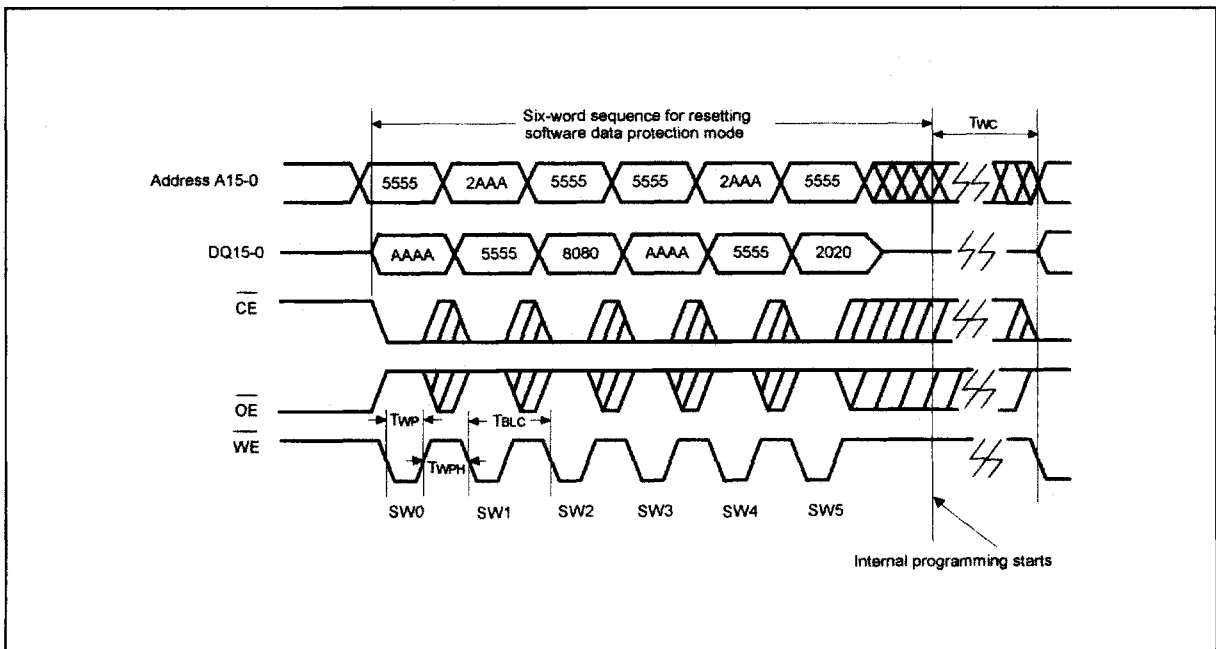 Six-word sequence for resetting
software data protection mode
TWC
Address A15-0
5555 2AAA 5555 5555 2AAA 5555
DQ15-0
AAAA 5555 8080 AAAA 5555 2020
CE
OE
TWP TBLC
WE
TWPH
SW0 SW1 SW2 SW3 SW4 SW5
Internal programming starts